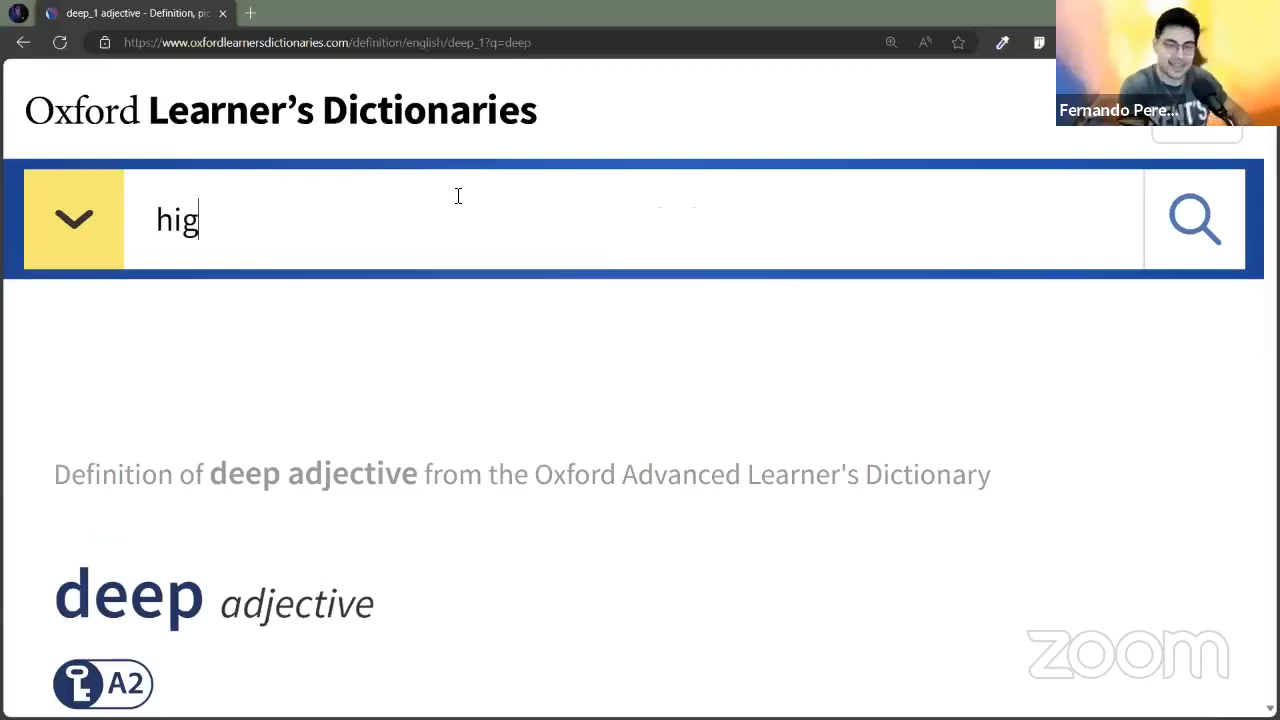 deep_1 adjective - Definition, pic
https://www.oxfordlearnersdictionaries.com/definition/english/deep_1?q=deep
Fernando Pere...
Oxford Learner's Dictionaries
hig
Definition of deep adjective from the Oxford Advanced Learner's Dictionary
deep adjective
A2
zoom